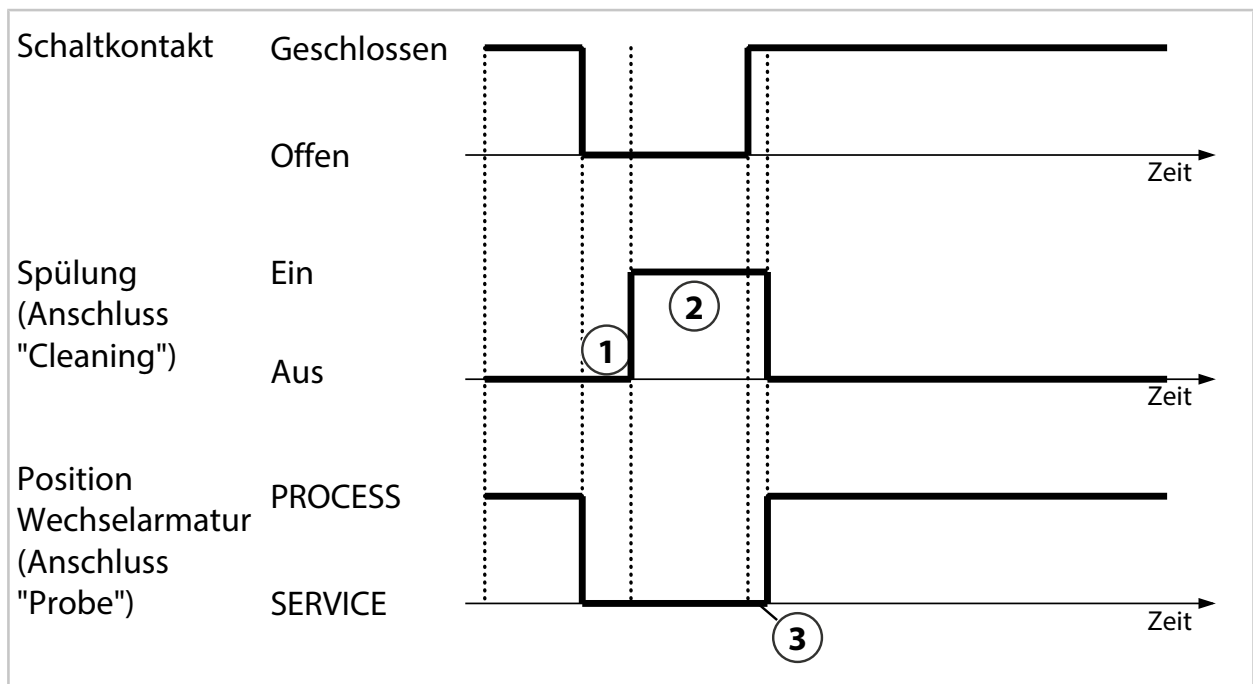 Schaltkontakt
Geschlossen
Offen
Zeit
Spülung
(Anschluss
"Cleaning")
Ein
2
1
Aus
Zeit
Position
Wechselarmatur
(Anschluss
"Probe")
PROCESS
SERVICE
Zeit
3